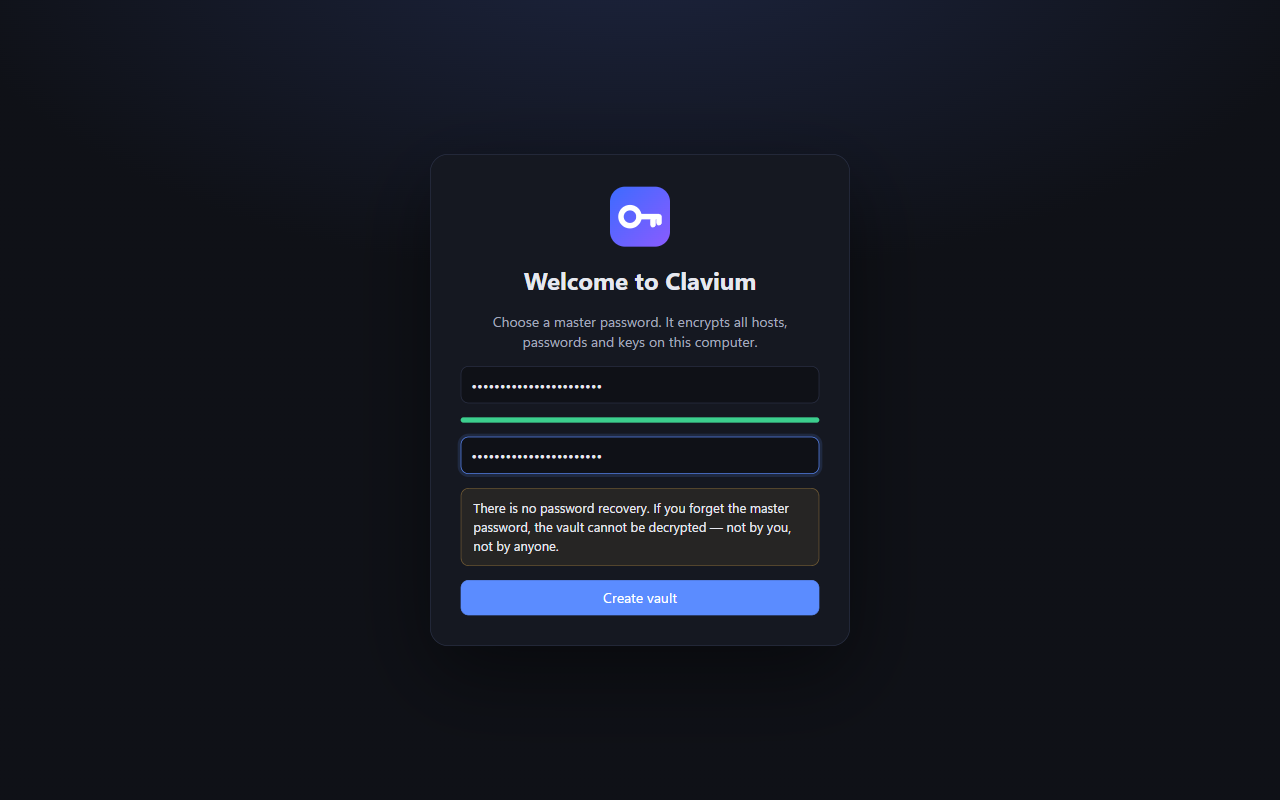 Welcome to Clavium
Choose a master password. It encrypts all hosts,
passwords and keys on this computer.
•••••••••••••••••••••••
•••••••••••••••••••••••
There is no password recovery. If you forget the master
password, the vault cannot be decrypted — not by you,
not by anyone.
Create vault